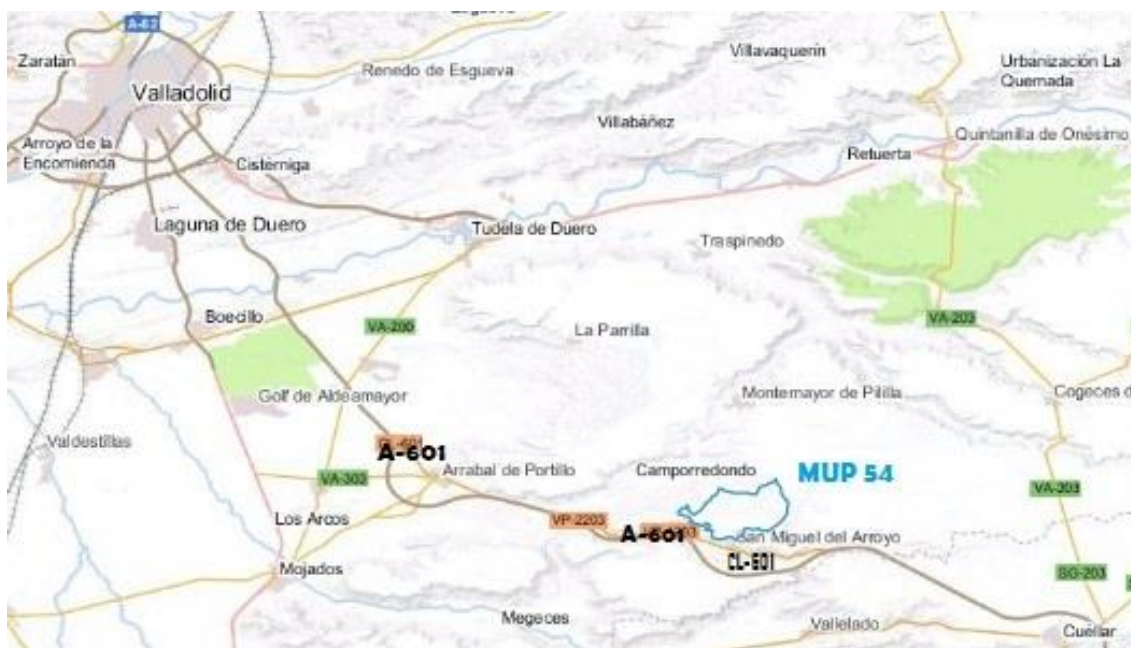 A-62
Zaratán
Villavaquerín
Urbanización La
Quemada
Renedo de Esgueva
Valladolid
Villabáñez
Quintanilla de Onésimo
Arroyo de la
Encomienda
Cistérniga
Retuerta
Laguna de Duero
Tudela de Duero
Traspinedo
Boecillo
VA-200
La Parrilla
VA-203
Golf de Aldeamayor
Montemayor de Pililla
Cogeces d
Valdestillas
A-601
Arrabal de Portillo
Camporredondo
MUP 54
VA-302
VA-203
Los Arcos
VP-2203
A-601
San Miguel del Arroyo
CL-601
Mojados
SG-203
Megeces
Vallelado
Cuéllar